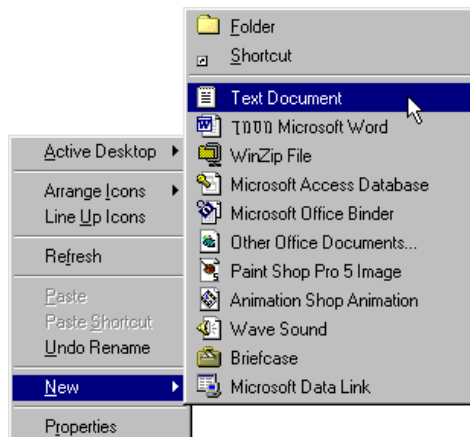 Active Desktop
Arrange Icons
Line Up Icons
Refresh
Paste
Paste Shortcut
Undo Rename
New
Properties
Folder
Shortcut
Text Document
מסמך Microsoft Word
WinZip File
Microsoft Access Database
Microsoft Office Binder
Other Office Documents...
Paint Shop Pro 5 Image
Animation Shop Animation
Wave Sound
Briefcase
Microsoft Data Link